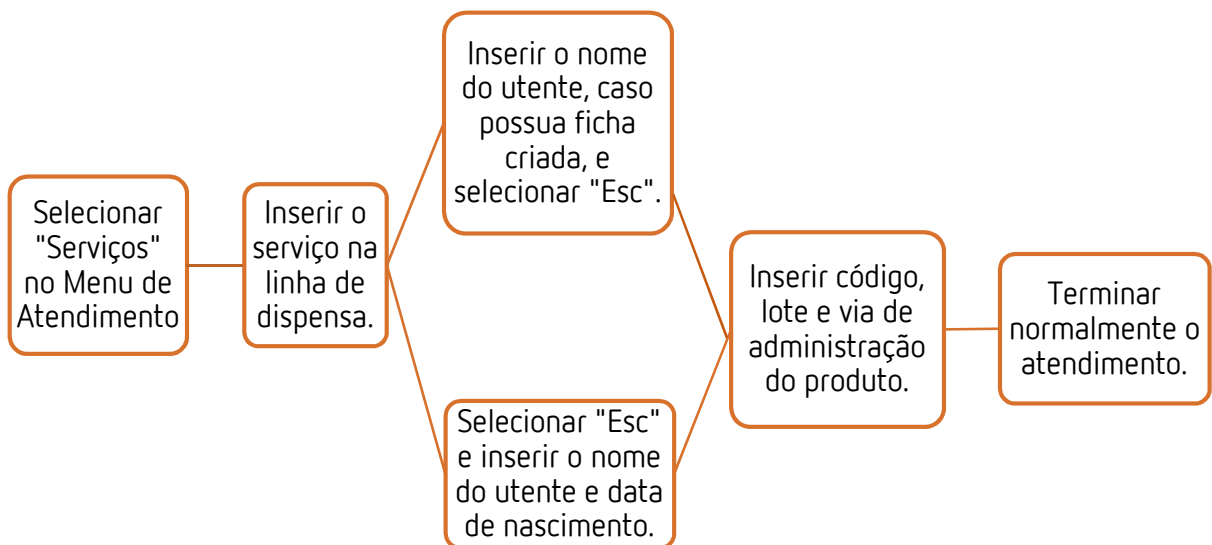 Selecionar
"Serviços"
no Menu de
Atendimento
Inserir o
serviço na
linha de
dispensa.
Inserir o nome
do utente, caso
possua ficha
criada, e
selecionar "Esc".
Selecionar "Esc"
e inserir o nome
do utente e data
de nascimento.
Inserir código,
lote e via de
administração
do produto.
Terminar
normalmente o
atendimento.